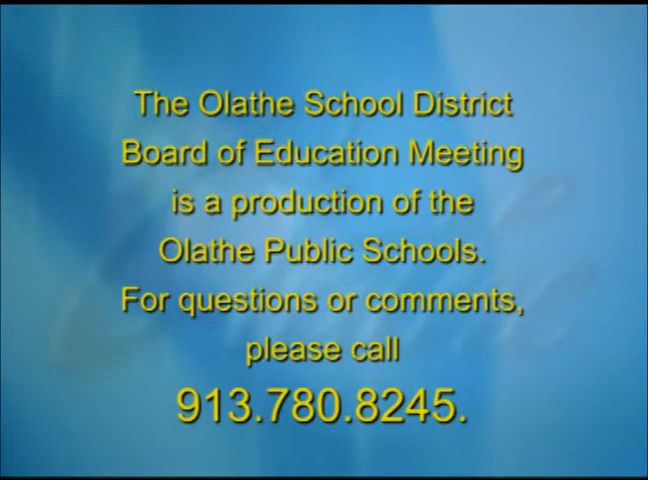 The Olathe School District
Board of Education Meeting
is a production of the
Olathe Public Schools.
For questions or comments,
please call
913.780.8245.